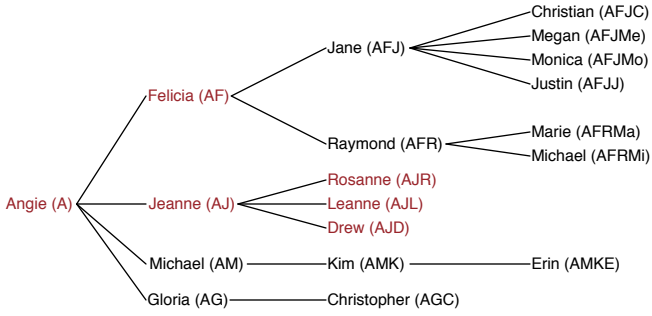 Christian (AFJC)
Megan (AFJMe)
Jane (AFJ)
Monica (AFJMo)
Justin (AFJJ)
Felicia (AF)
Marie (AFRMa)
Raymond (AFR)
Michael (AFRMi)
Rosanne (AJR)
Angie (A)
Jeanne (AJ)
Leanne (AJL)
Drew (AJD)
Michael (AM)
Kim (AMK)
Erin (AMKE)
Gloria (AG)
Christopher (AGC)